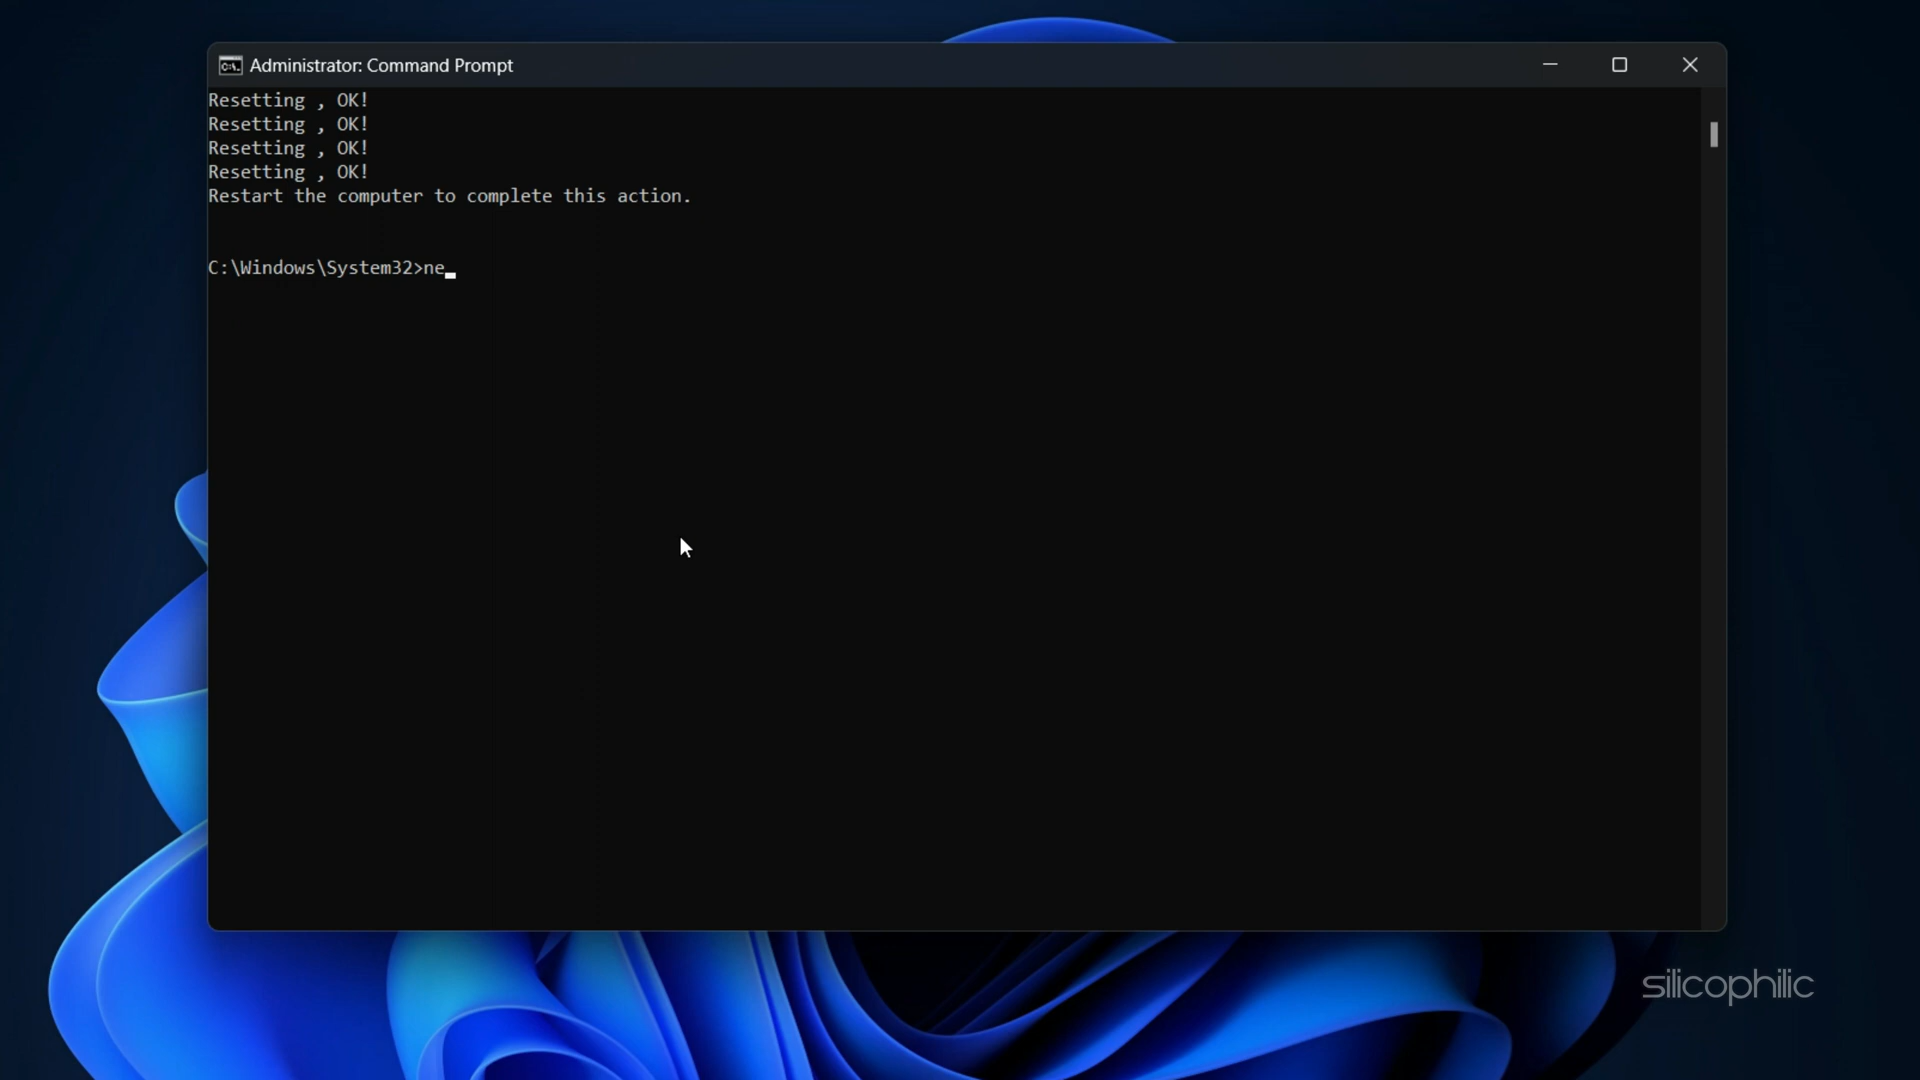 Administrator: Command Prompt
Resetting , OK!
Resetting , OK!
Resetting , OK!
Resetting , OK!
Restart the computer to complete this action.
C:\Windows\System32>ne
silicophilic